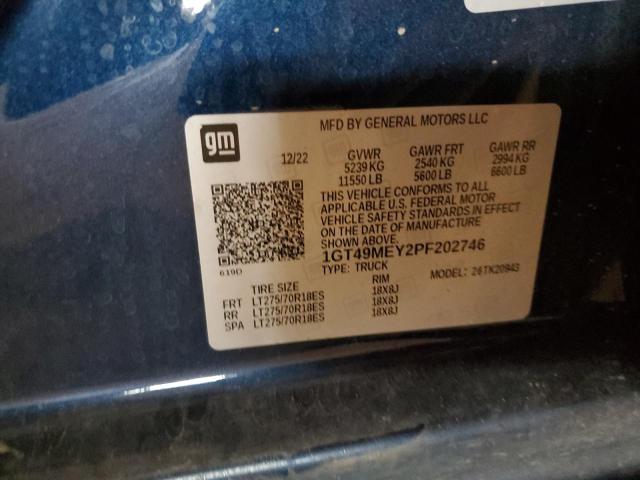 MFD BY GENERAL MOTORS LLC
gm
12/22 GVWR GAWR FRT GAWR RR
5239 KG 2540 KG 2994 KG
11550 LB 5600 LB 6600 LB
THIS VEHICLE CONFORMS TO ALL
APPLICABLE U.S. FEDERAL MOTOR
VEHICLE SAFETY STANDARDS IN EFFECT
ON THE DATE OF MANUFACTURE
SHOWN ABOVE.
1GT49MEY2PF202746
619D
TYPE: TRUCK MODEL: 26TK20943
TIRE SIZE RIM
FRT LT275/70R18ES 18X8J
RR LT275/70R18ES 18X8J
SPA LT275/70R18ES 18X8J